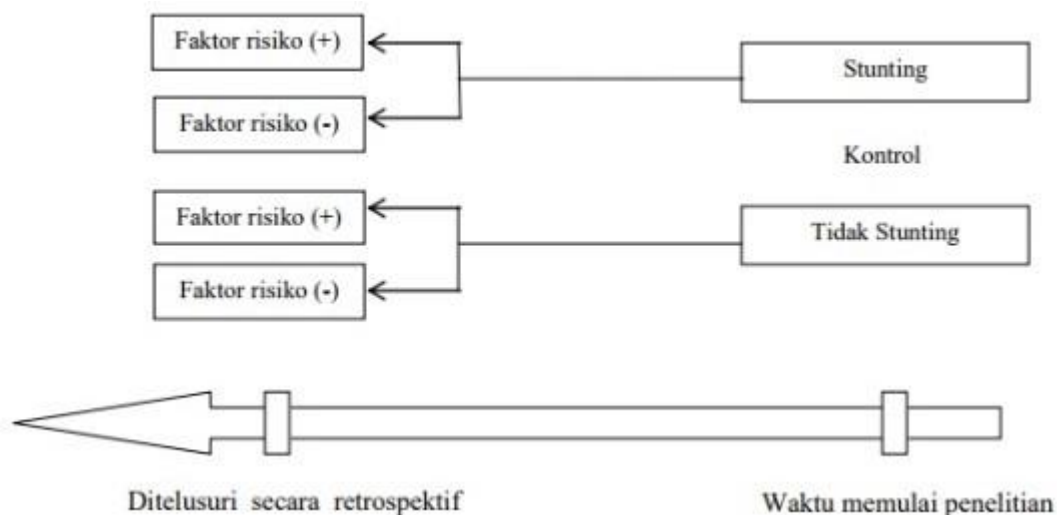 Faktor risiko (+)
Stunting
Faktor risiko (-)
Kontrol
Faktor risiko (+)
Tidak Stunting
Faktor risiko (-)
Ditelusuri secara retrospektif
Waktu memulai penelitian